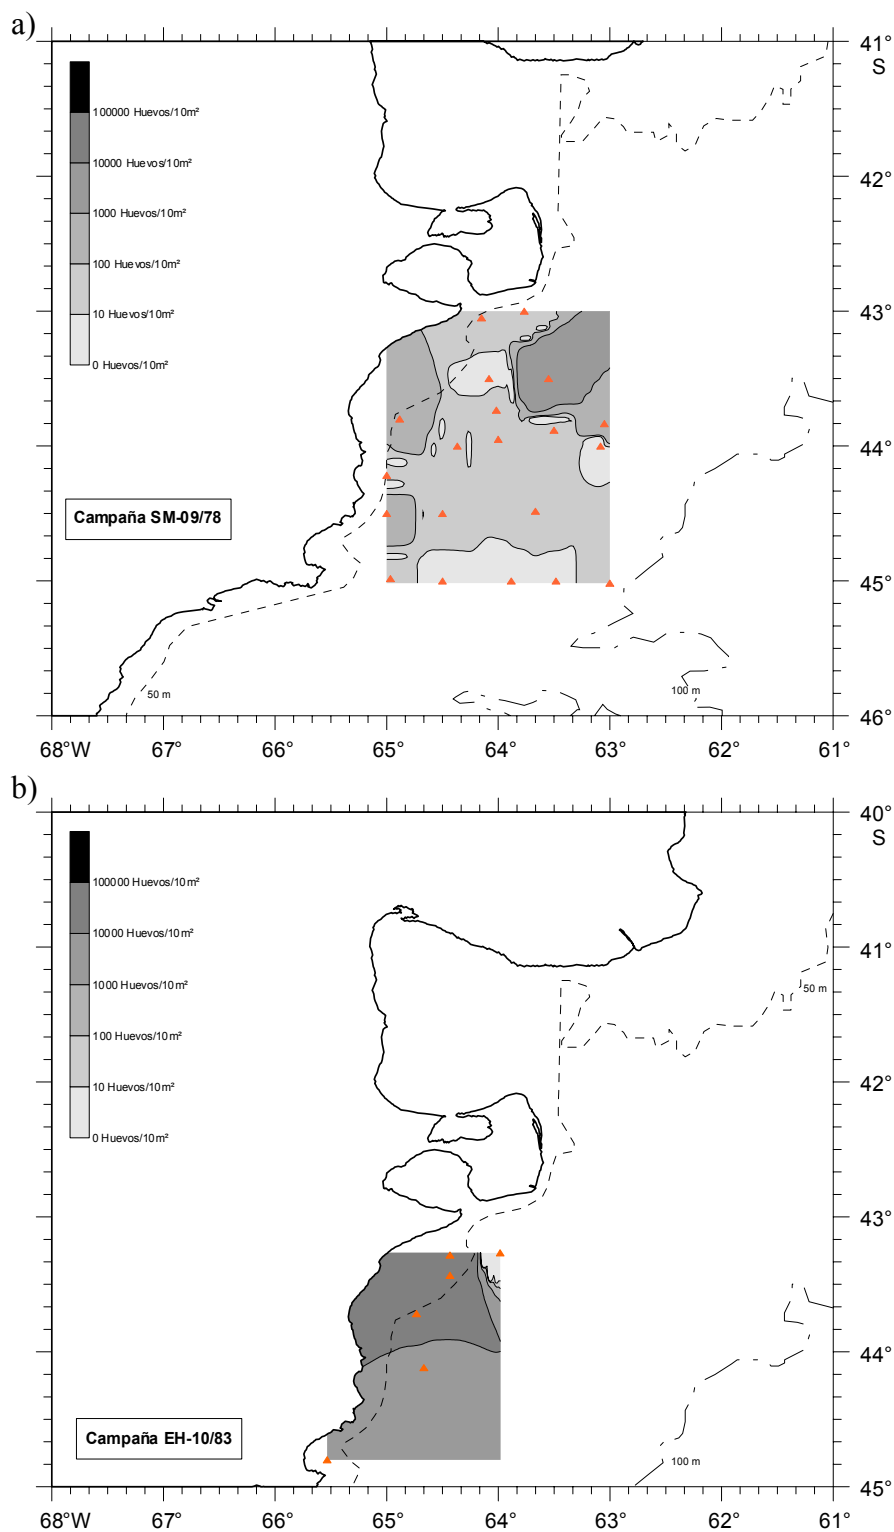 a)
41°
S
100000 Huevos/10m²
10000 Huevos/10m²
1000 Huevos/10m²
100 Huevos/10m²
10 Huevos/10m²
0 Huevos/10m²
42°
43°
44°
Campaña SM-09/78
45°
50 m
100 m
46°
68°W 67° 66° 65° 64° 63° 62° 61°
b)
40°
S
100000 Huevos/10m²
10000 Huevos/10m²
1000 Huevos/10m²
100 Huevos/10m²
10 Huevos/10m²
0 Huevos/10m²
41°
50 m
42°
43°
44°
Campaña EH-10/83
100 m
45°
68°W 67° 66° 65° 64° 63° 62° 61°